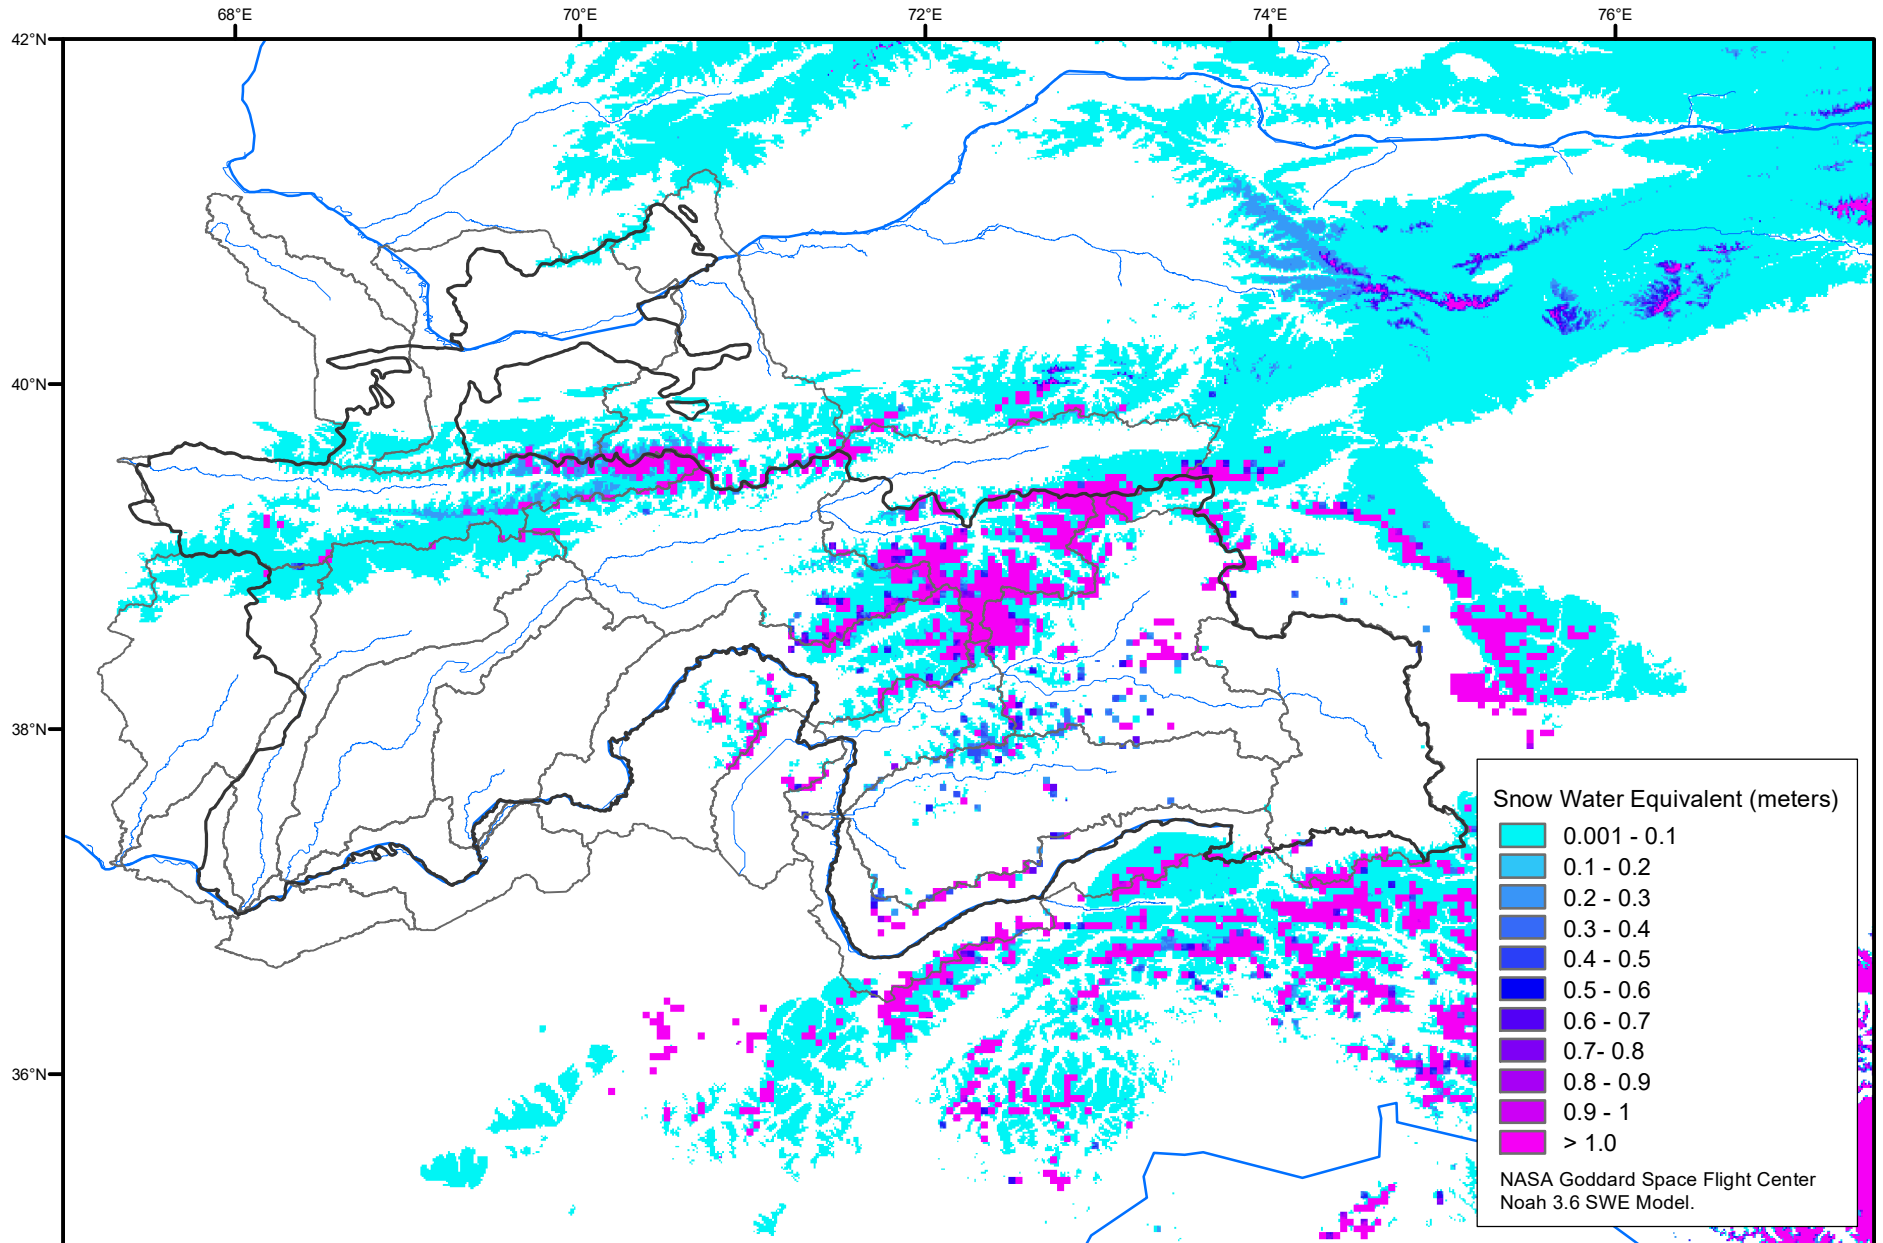 68°E
70°E
72°E
74°E
76°E
42°N
40°N
38°N
36°N
Snow Water Equivalent (meters)
0.001 - 0.1
0.1 - 0.2
0.2 - 0.3
0.3 - 0.4
0.4 - 0.5
0.5 - 0.6
0.6 - 0.7
0.7- 0.8
0.8 - 0.9
0.9 - 1
> 1.0
NASA Goddard Space Flight Center
Noah 3.6 SWE Model.